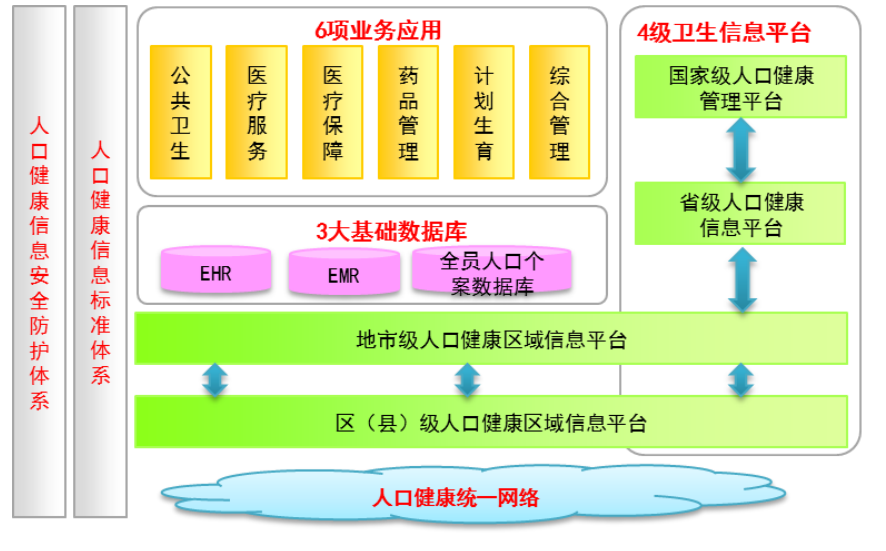 人口健康信息安全防护体系
人口健康信息标准体系
6项业务应用
公共卫生
医疗服务
医疗保障
药品管理
计划生育
综合管理
3大基础数据库
EHR
EMR
全员人口个
案数据库
4级卫生信息平台
国家级人口健康
管理平台
省级人口健康
信息平台
地市级人口健康区域信息平台
区（县）级人口健康区域信息平台
人口健康统一网络